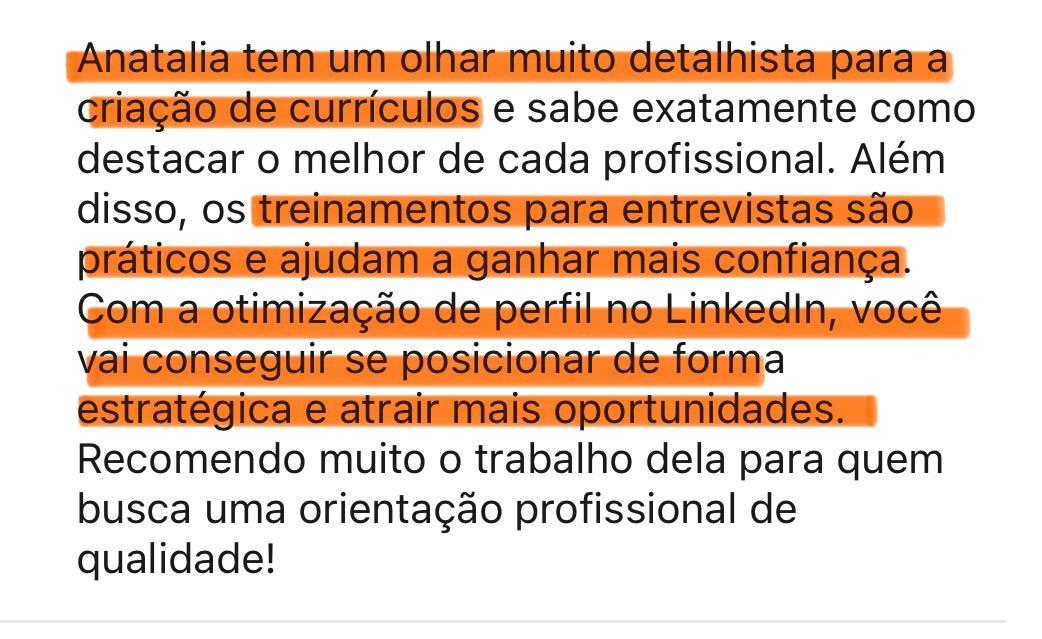 Anatalia tem um olhar muito detalhista para a
criação de currículos e sabe exatamente como
destacar o melhor de cada profissional. Além
disso, os treinamentos para entrevistas são
práticos e ajudam a ganhar mais confiança.
Com a otimização de perfil no LinkedIn, você
vai conseguir se posicionar de forma
estratégica e atrair mais oportunidades.
Recomendo muito o trabalho dela para quem
busca uma orientação profissional de
qualidade!